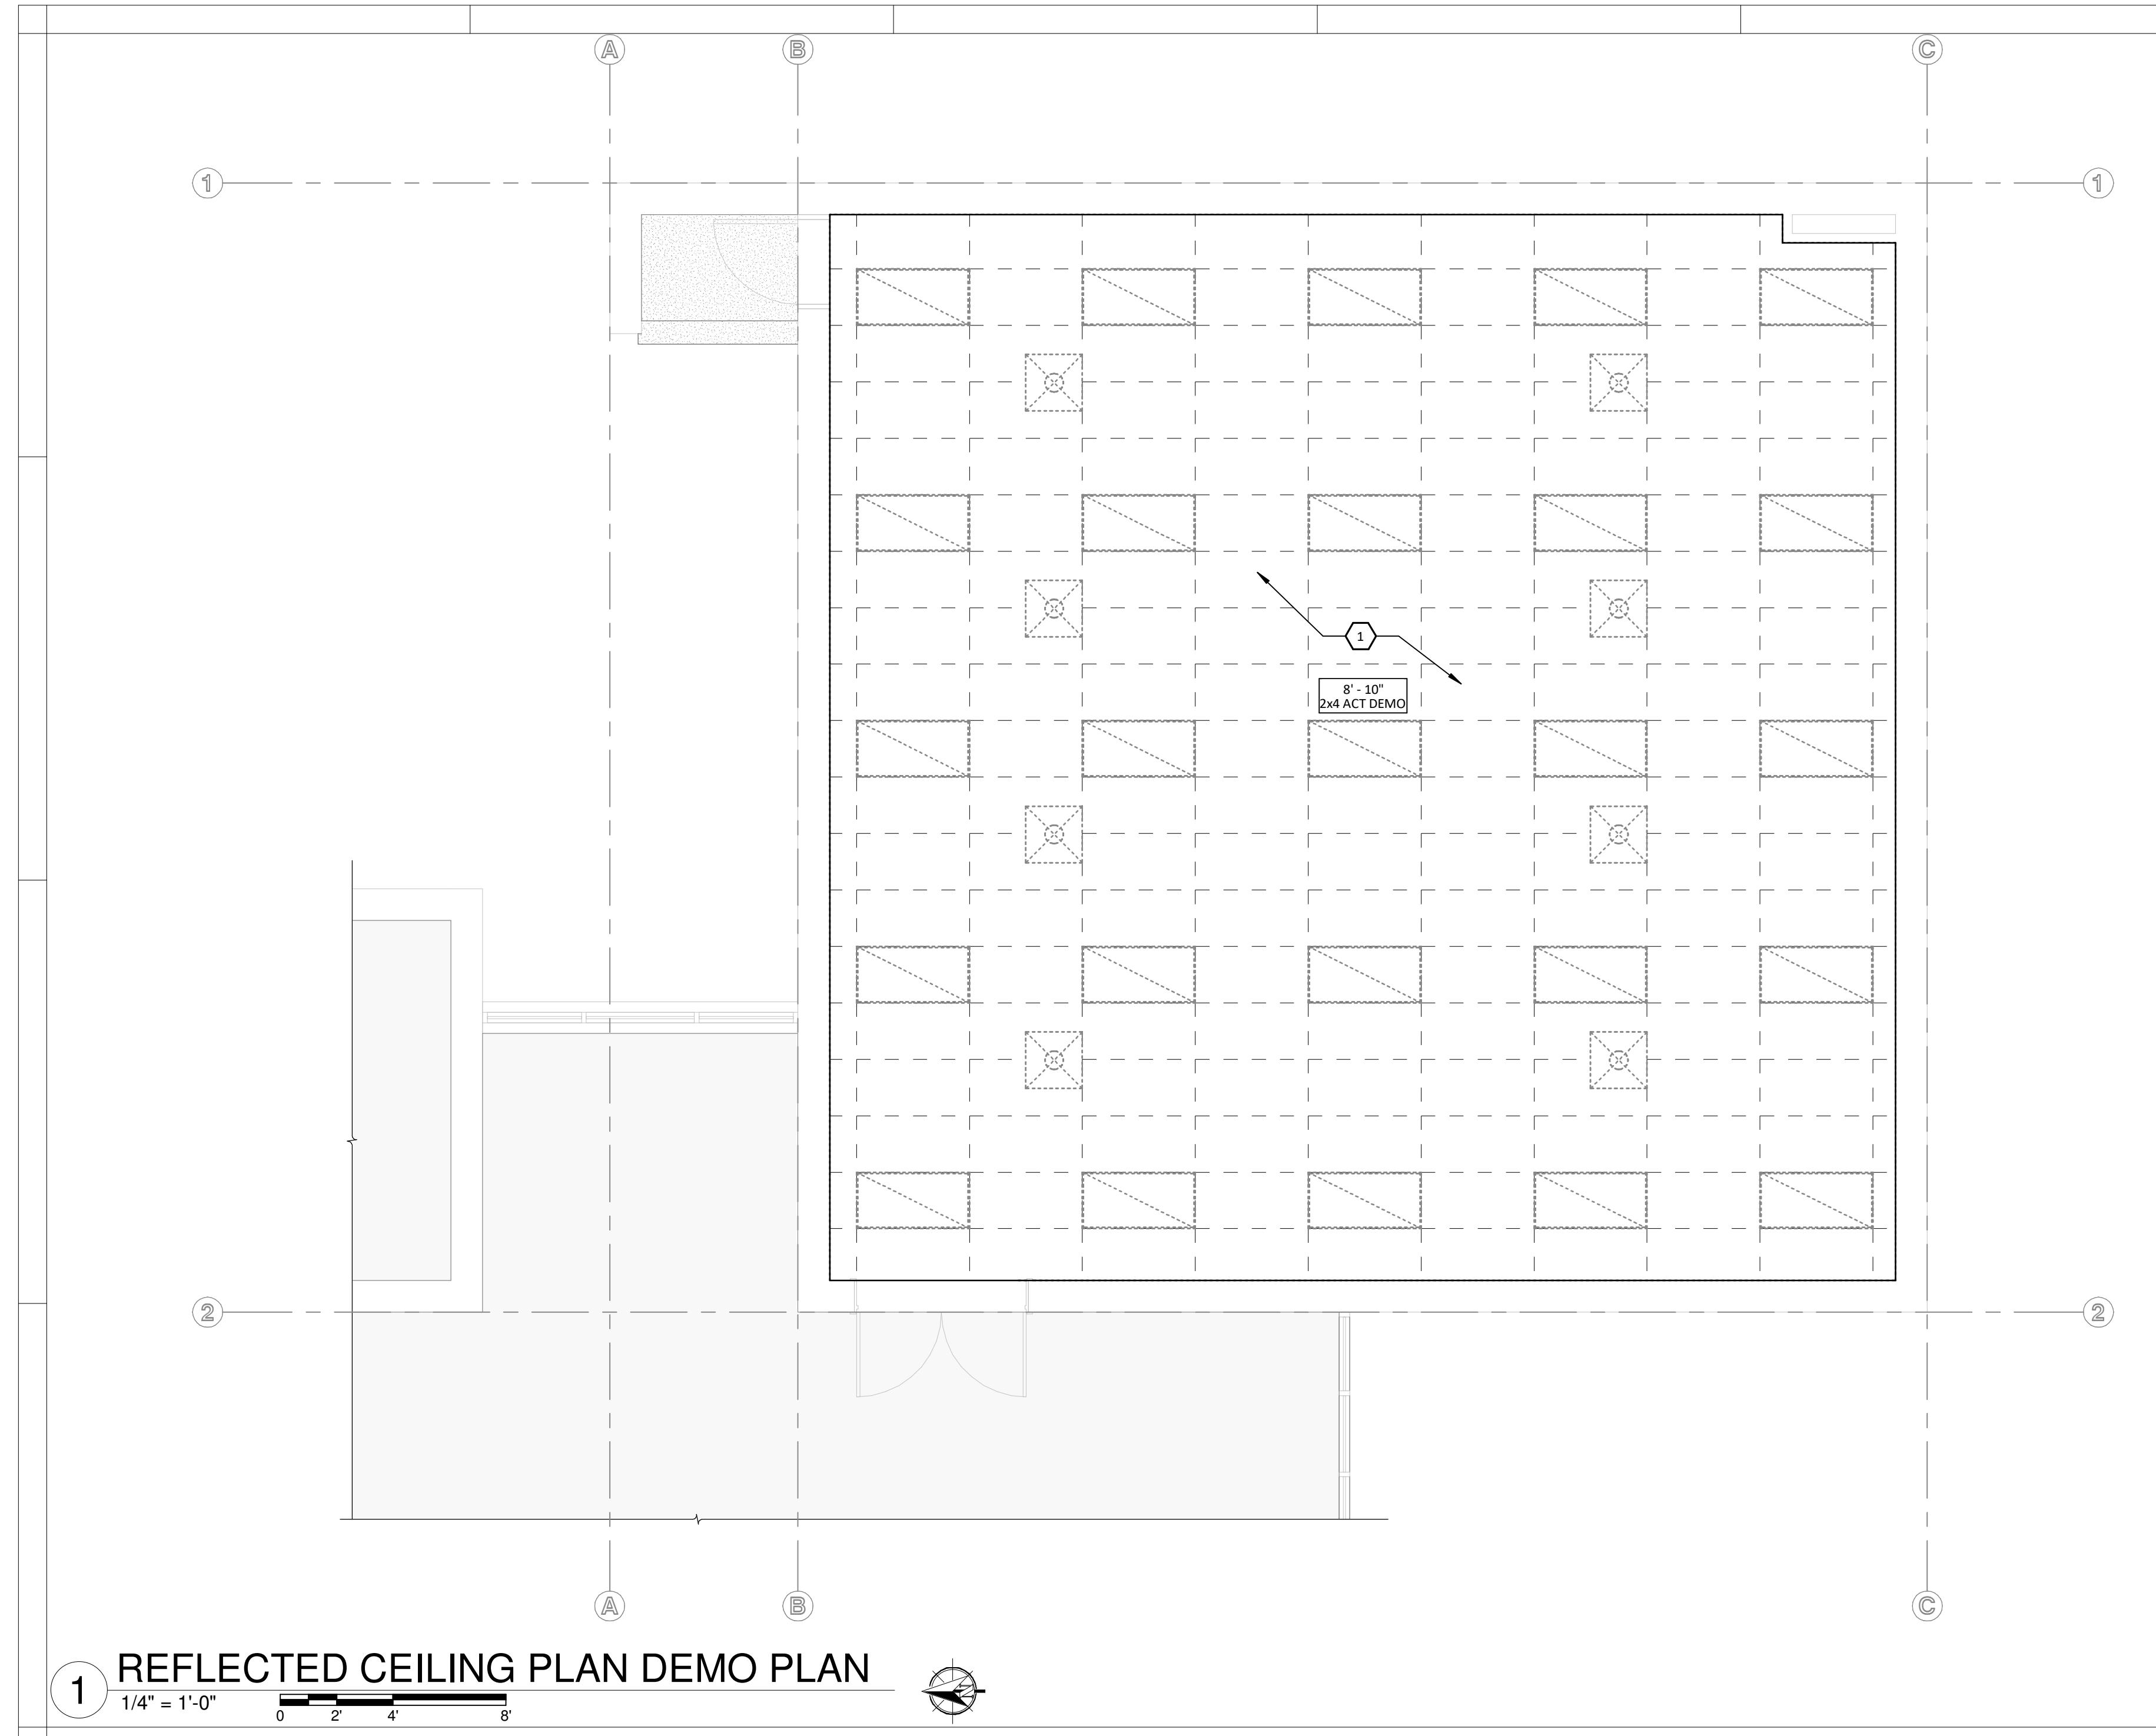 A
B
C
1
1
1
8' - 10"
2x4 ACT DEMO
2
2
A
B
C
1
REFLECTED CEILING PLAN DEMO PLAN
1/4" = 1'-0"
0 2' 4' 8'